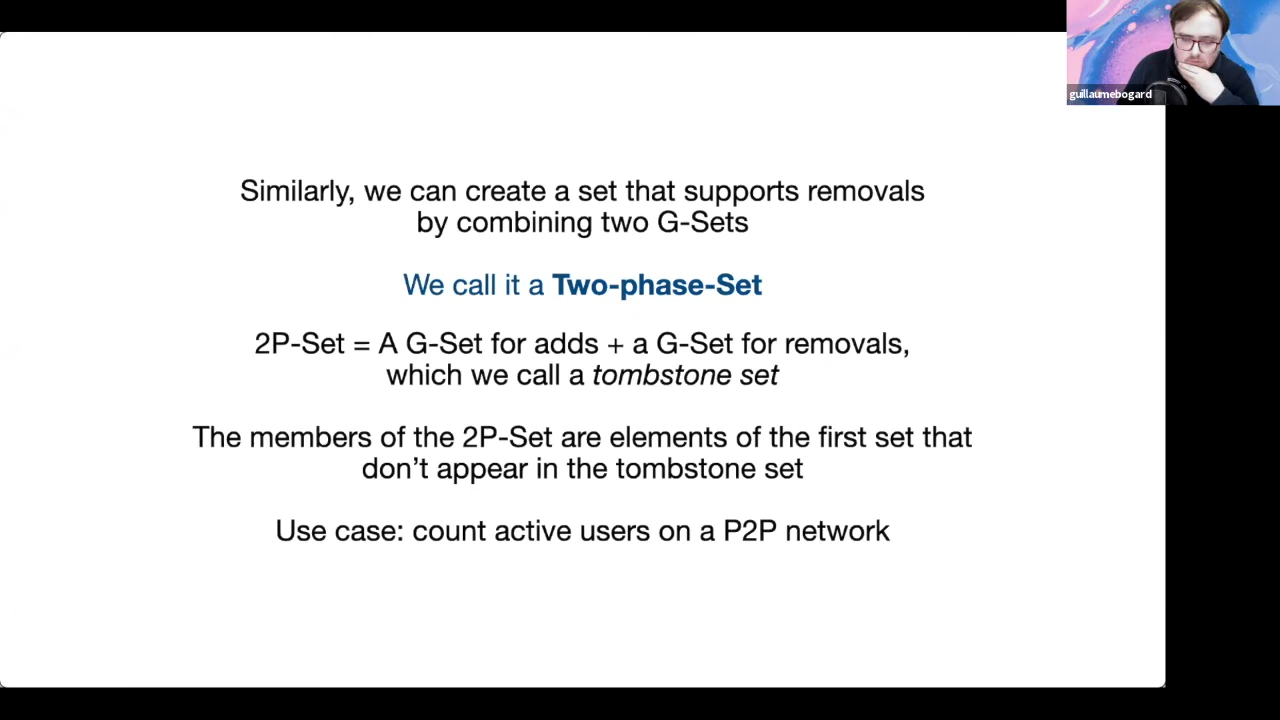 guillaumebogard
Similarly, we can create a set that supports removals
by combining two G-Sets
We call it a Two-phase-Set
2P-Set = A G-Set for adds + a G-Set for removals,
which we call a tombstone set
The members of the 2P-Set are elements of the first set that
don’t appear in the tombstone set
Use case: count active users on a P2P network